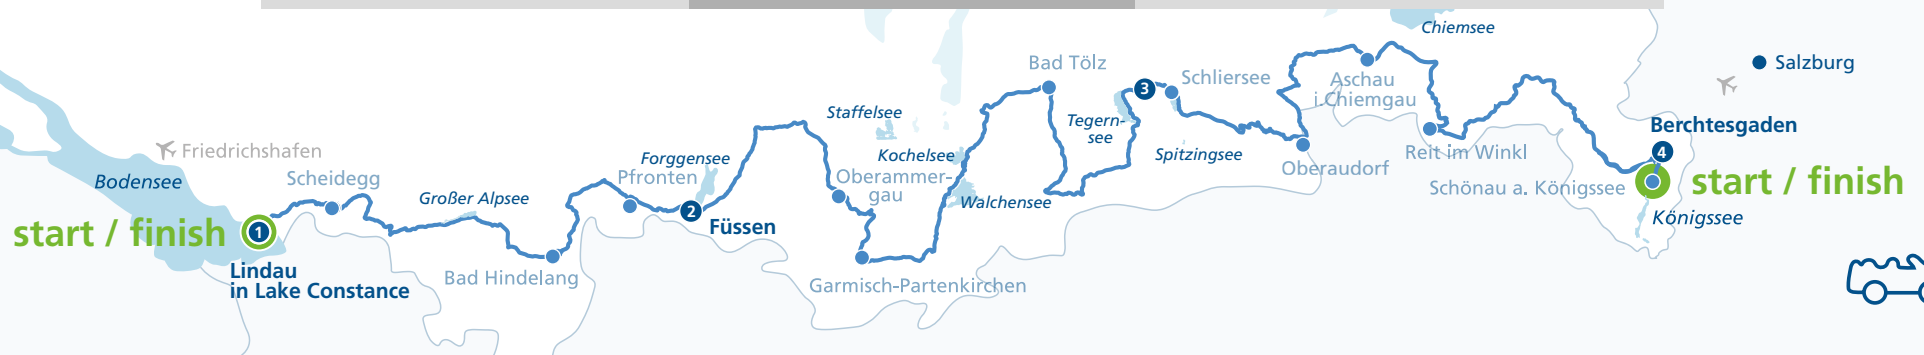 Chiemsee
Salzburg
Bad Tölz
Schliersee
Aschau
i.Chiemgau
3
Staffelsee
Tegern-
see
Berchtesgaden
Friedrichshafen
Forggensee
Kochelsee
Spitzingsee
Reit im Winkl
4
Bodensee
Scheidegg
Pfronten
Oberammer-
gau
Oberaudorf
Schönau a. Königssee
start / finish
Großer Alpsee
Walchensee
2
Füssen
Königssee
start / finish
1
Lindau
in Lake Constance
Bad Hindelang
Garmisch-Partenkirchen